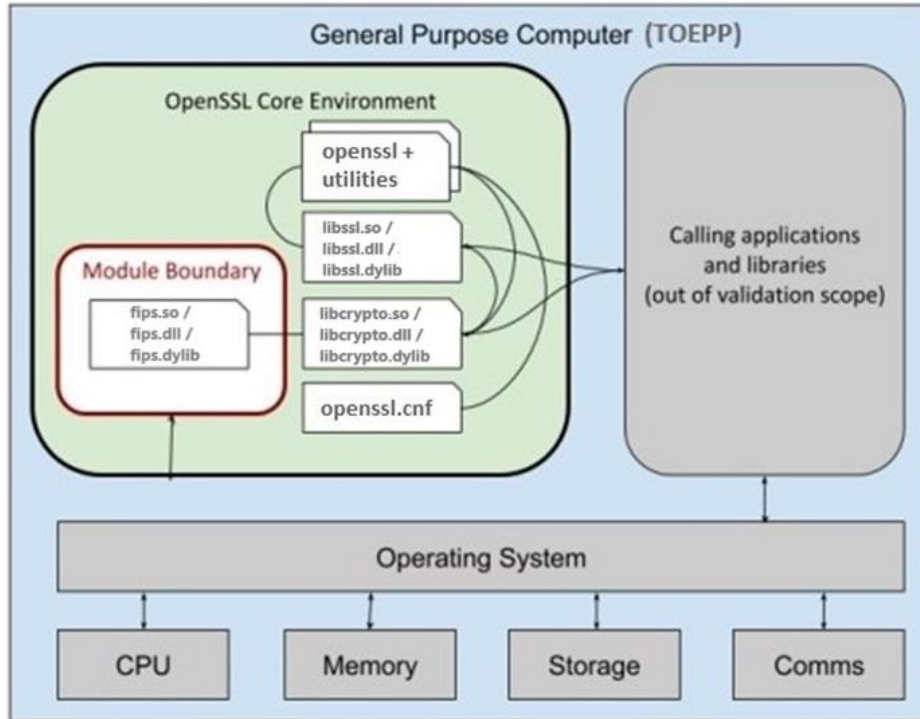 General Purpose Computer (TOEPP)
OpenSSL Core Environment
openssl +
utilities
libssl.so /
libssl.dll /
libssl.dylib
Module Boundary
fips.so /
fips.dll /
fips.dylib
libcrypto.so /
libcrypto.dll /
libcrypto.dylib
openssl.cnf
Calling applications
and libraries
(out of validation scope)
Operating System
CPU
Memory
Storage
Comms